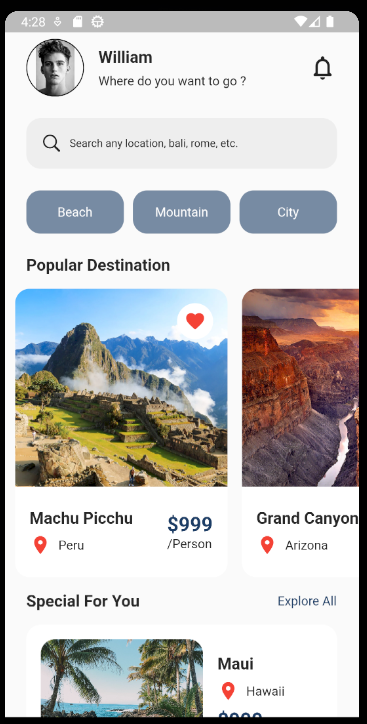 4:28
William
Where do you want to go ?
Search any location, bali, rome, etc.
Beach
Mountain
City
Popular Destination
Machu Picchu
$999
Peru
/Person
Grand Canyon
Arizona
Special For You
Explore All
Maui
Hawaii